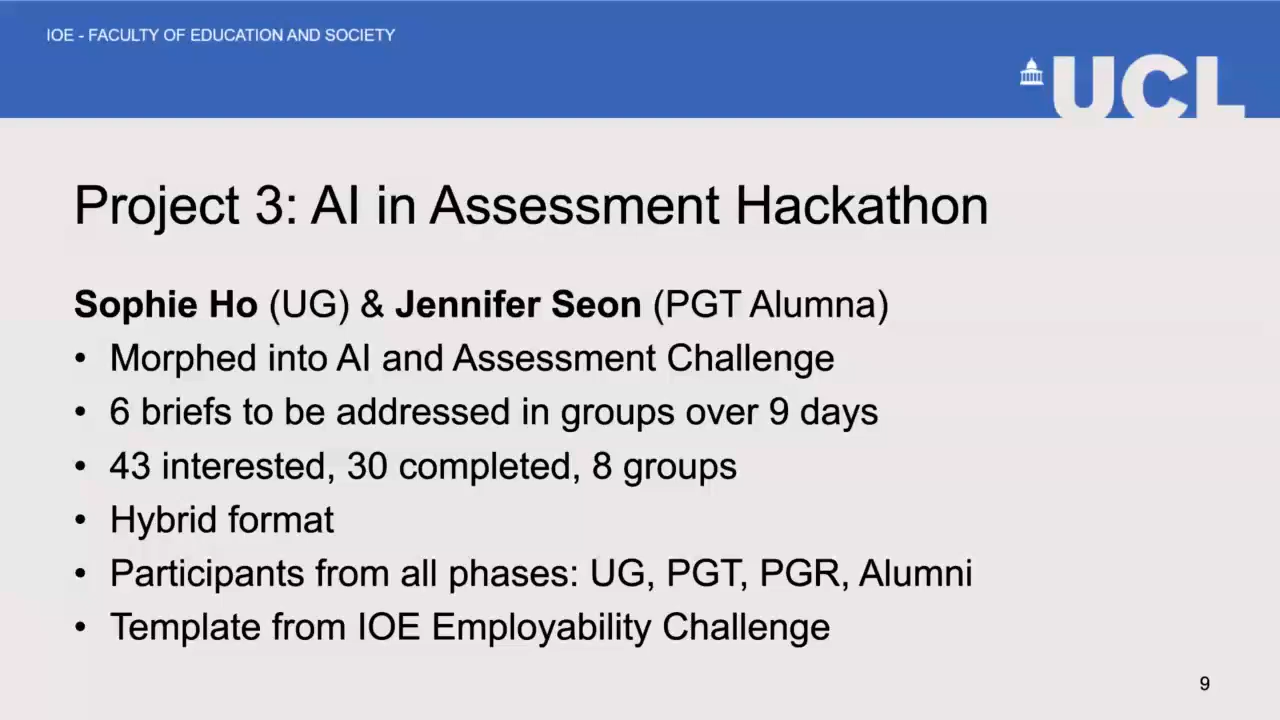 IOE - FACULTY OF EDUCATION AND SOCIETY
UCL
Project 3: AI in Assessment Hackathon
Sophie Ho (UG) & Jennifer Seon (PGT Alumna)
• Morphed into AI and Assessment Challenge
• 6 briefs to be addressed in groups over 9 days
• 43 interested, 30 completed, 8 groups
• Hybrid format
• Participants from all phases: UG, PGT, PGR, Alumni
• Template from IOE Employability Challenge
9